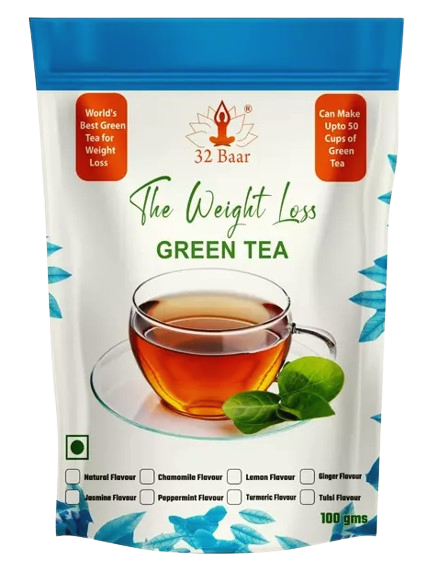 World's
Best Green
Tea for
Weight
Loss
®
32 Baar
Can Make
Upto 50
Cups of
Green
Tea
The Weight Loss
GREEN TEA
Natural Flavour Chamomile Flavour Lemon Flavour Ginger Flavour
Jasmine Flavour Peppermint Flavour Turmeric Flavour Tulsi Flavour
100 gms